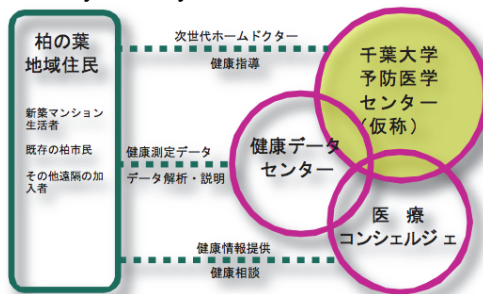 柏の葉
地域住民
新築マンション
生活者
既存の柏市民
その他遠隔の加
入者
次世代ホームドクター
健康指導
健康測定データ
データ解析・説明
健康情報提供
健康相談
千葉大学
予防医学
センター
(仮称)
健康データ
センター
医 療
コンシェルジェ